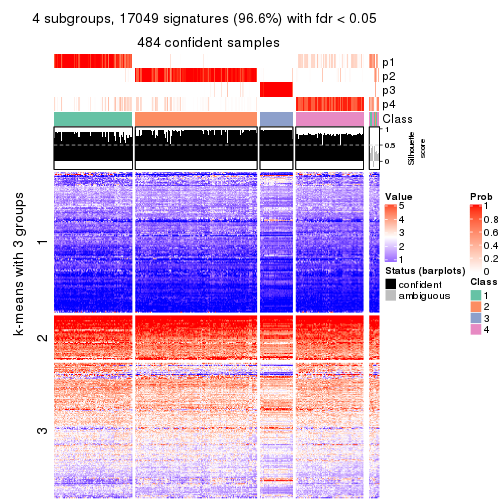 4 subgroups, 17049 signatures (96.6%) with fdr < 0.05
484 confident samples
p1
p2
p3
p4
Class
1
0.5
0
Silhouette
score
k-means with 3 groups
1
2
3
Value
5
4
3
2
1
Status (barplots)
confident
ambiguous
Prob
1
0.8
0.6
0.4
0.2
0
Class
1
2
3
4